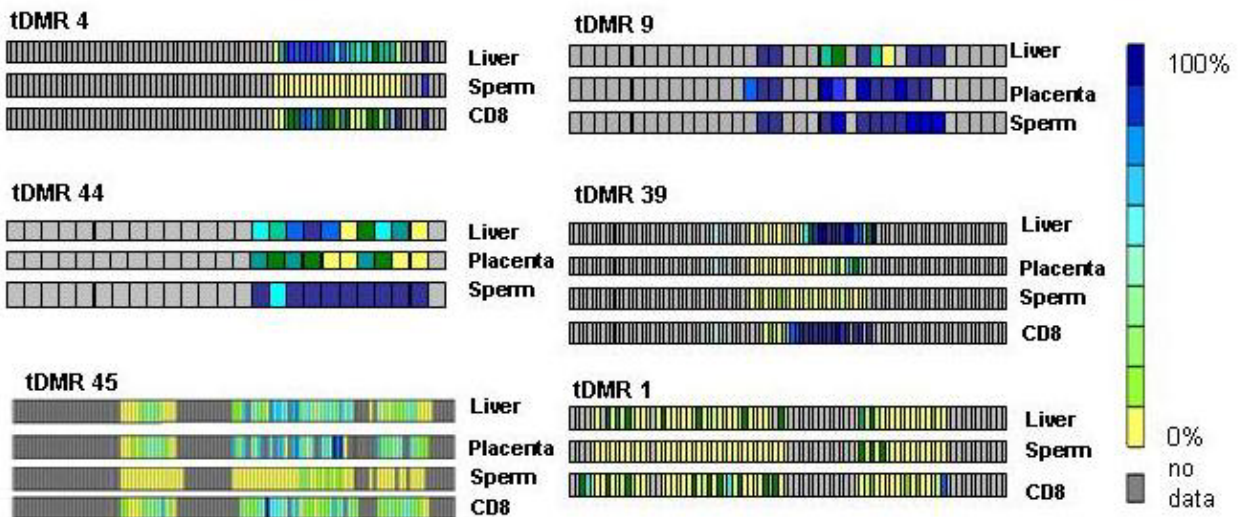 tDMR 4
Liver
Sperm
CD8
tDMR 9
Liver
Placenta
Sperm
tDMR 44
Liver
Placenta
Sperm
tDMR 39
Liver
Placenta
Sperm
CD8
tDMR 45
Liver
Placenta
Sperm
CD8
tDMR 1
Liver
Sperm
CD8
100%
0%
no
data